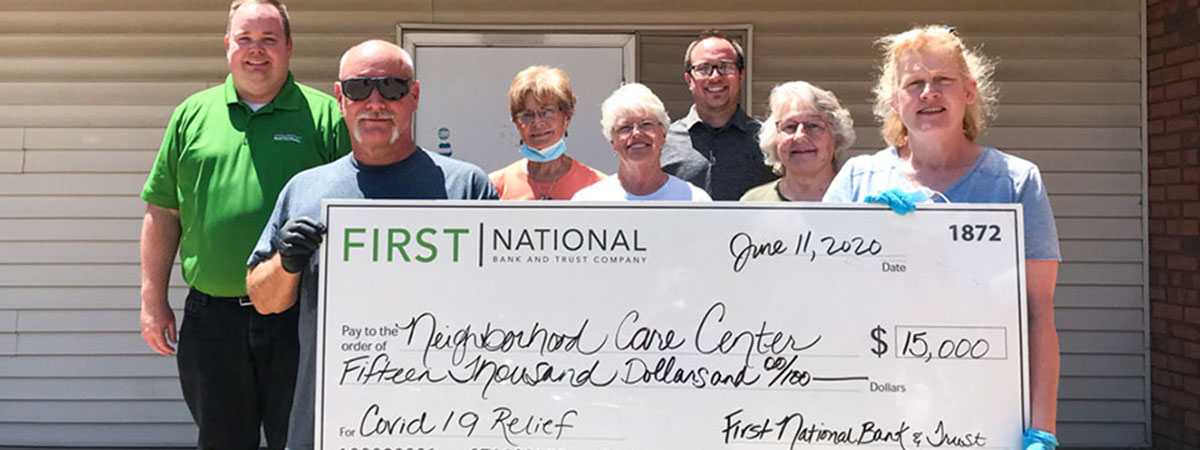 NATIONAL
FIRST | NATIONAL
BANK AND TRUST COMPANY
June 11, 2020
Date
1872
Pay to the
order of
Neighborhood Care Center
$ 15,000
Fifteen Thousand Dollars and 00/100
Dollars
For Covid 19 Relief
First National Bank & Trust